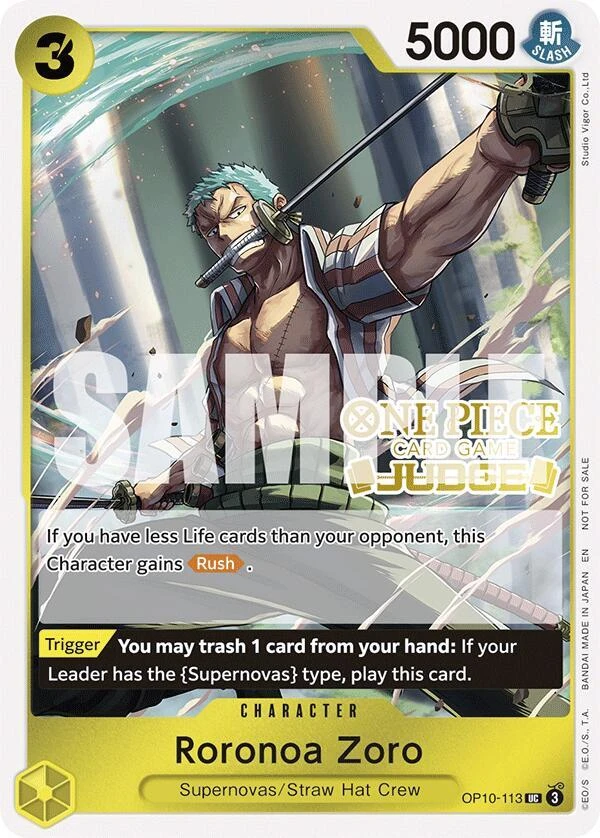 3
5000
斬
SLASH
Studio Vigor Co., Ltd
SAMPLE
ONE PIECE
CARD GAME
JUDGE
If you have less Life cards than your opponent, this
Character gains Rush .
Trigger You may trash 1 card from your hand: If your
Leader has the {Supernovas} type, play this card.
CHARACTER
Roronoa Zoro
Supernovas/Straw Hat Crew
OP10-113 UC 3
©E.O/S ©E.O./S., T.A. BANDAI MADE IN JAPAN EN NOT FOR SALE